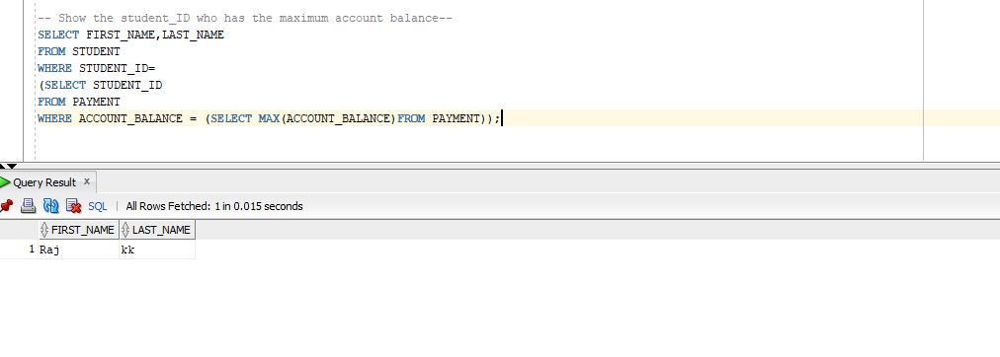 -- Show the student_ID who has the maximum account balance--
SELECT FIRST_NAME,LAST_NAME
FROM STUDENT
WHERE STUDENT_ID=
(SELECT STUDENT_ID
FROM PAYMENT
WHERE ACCOUNT_BALANCE = (SELECT MAX(ACCOUNT_BALANCE)FROM PAYMENT));
Query Result x
SQL | All Rows Fetched: 1 in 0.015 seconds
FIRST_NAME LAST_NAME
1 Raj kk